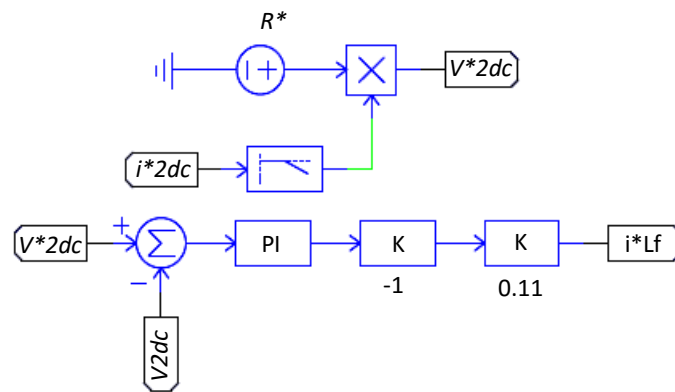 R*
V*2dc
i*2dc
V*2dc
+
Σ
−
PI
K
K
i*Lf
-1
0.11
V2dc